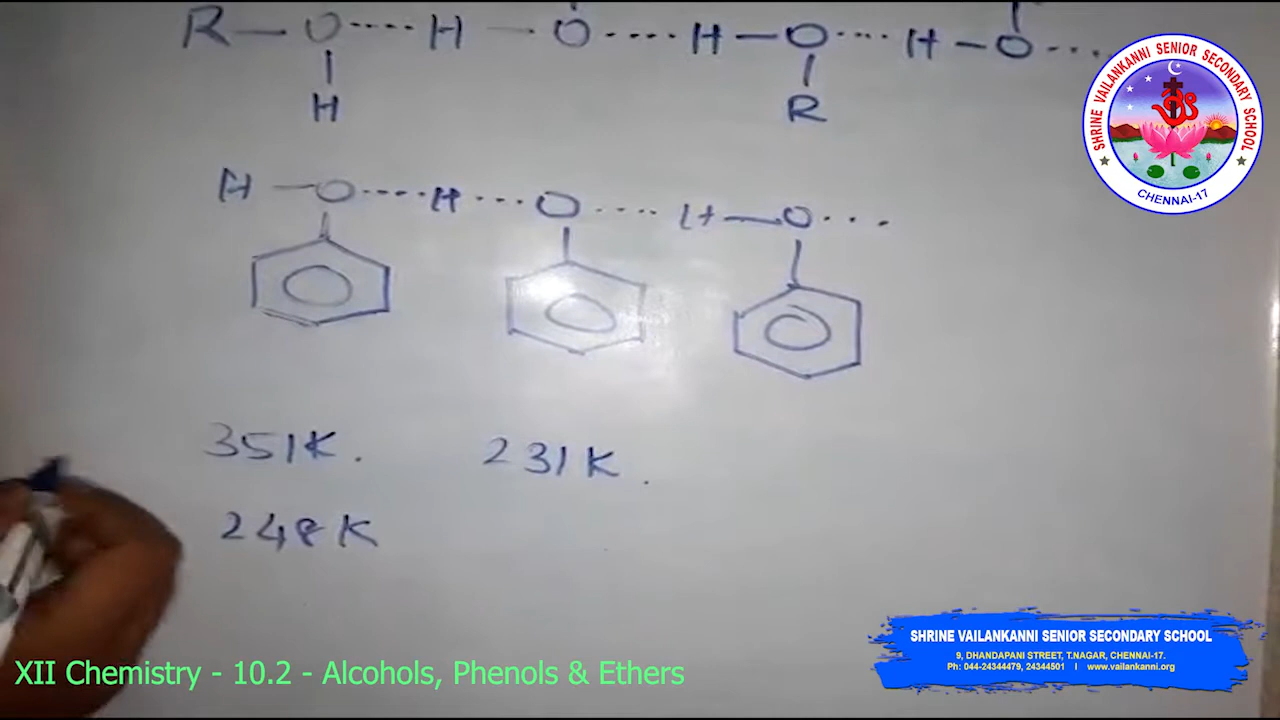 R — O ···· H — O ···· H — O ···· H — O ····
H
R
H — O ···· H ···· O ···· H — O ····
351K. 231K.
248K
SHRINE VAILANKANNI SENIOR SECONDARY SCHOOL
CHENNAI-17
SHRINE VAILANKANNI SENIOR SECONDARY SCHOOL
9, DHANDAPANI STREET, T.NAGAR, CHENNAI-17.
Ph: 044-24344479, 24344501 I www.vailankanni.org
XII Chemistry - 10.2 - Alcohols, Phenols & Ethers